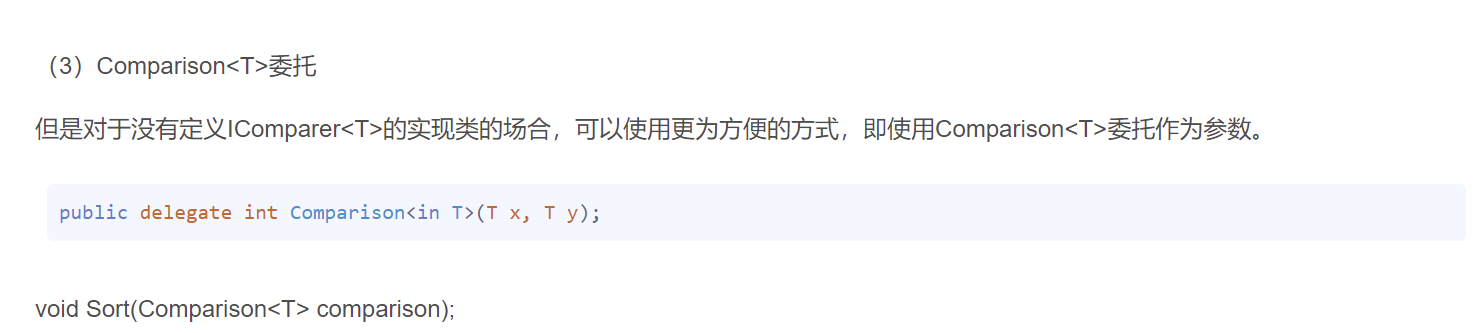 （3）Comparison<T>委托
但是对于没有定义IComparer<T>的实现类的场合，可以使用更为方便的方式，即使用Comparison<T>委托作为参数。
public delegate int Comparison<in T>(T x, T y);
void Sort(Comparison<T> comparison);